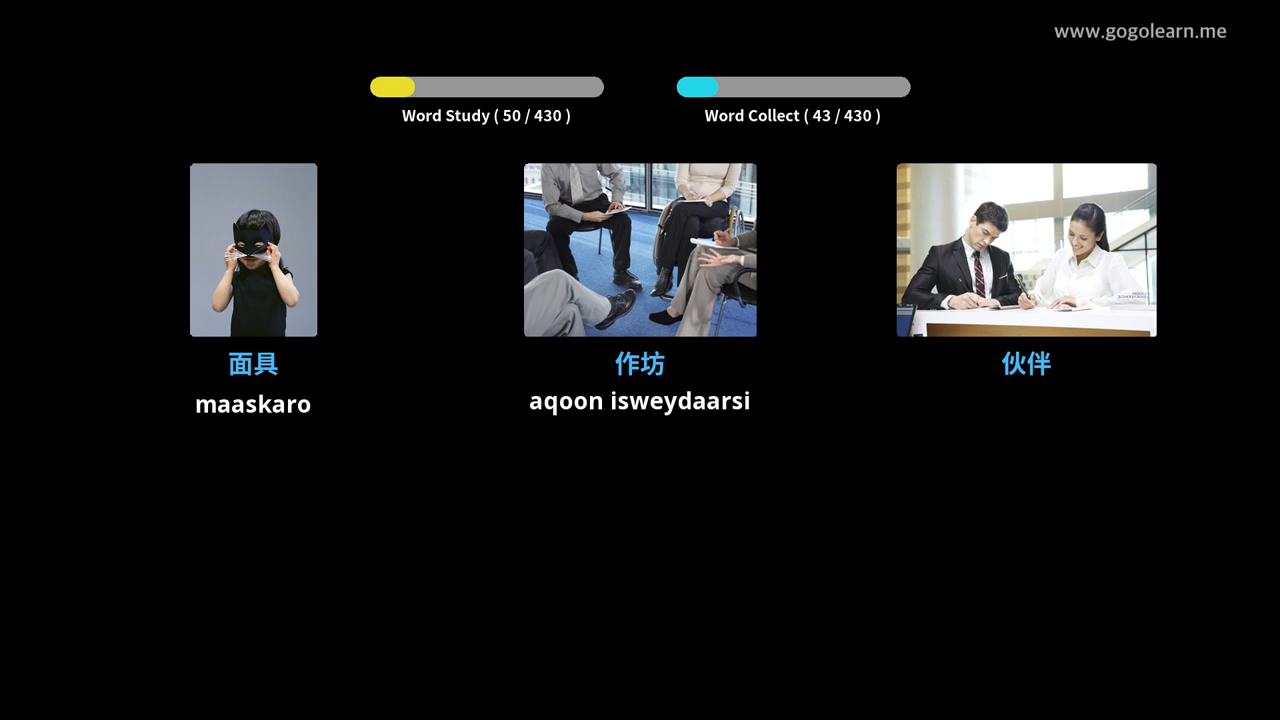 www.gogolearn.me
Word Study ( 50 / 430 )
Word Collect ( 43 / 430 )
面具
作坊
伙伴
maaskaro
aqoon isweydaarsi